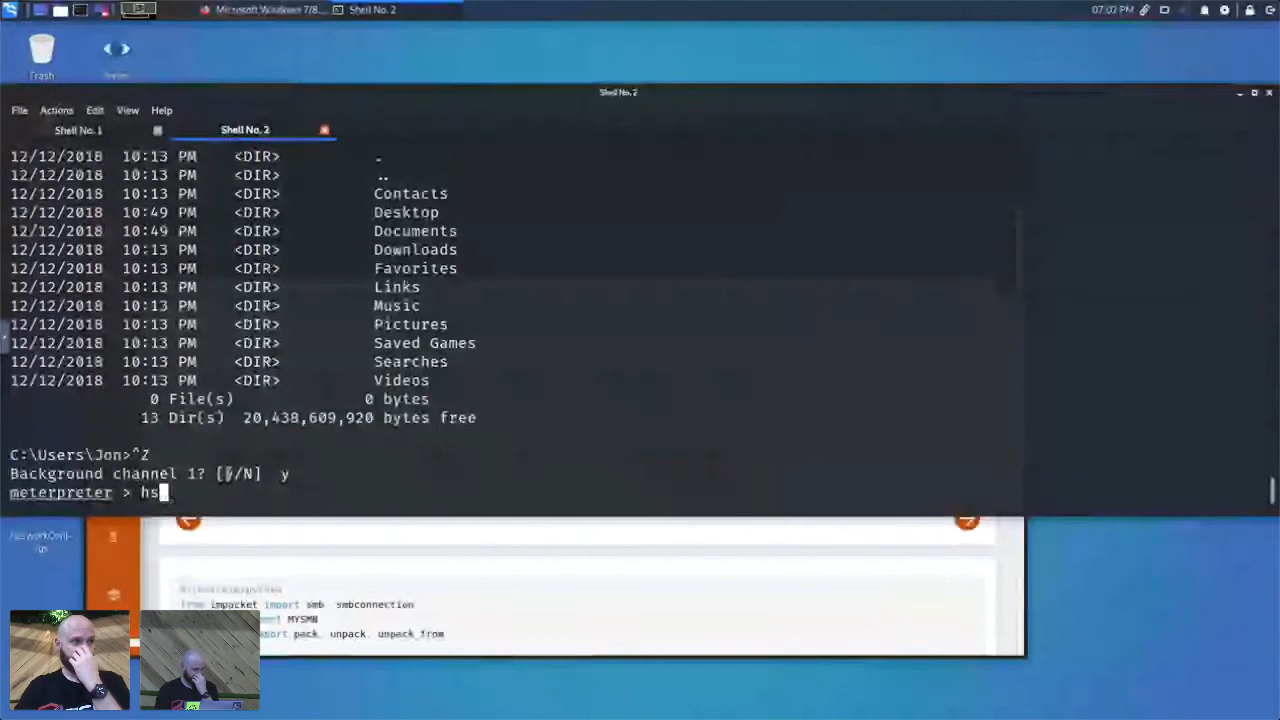 Microsoft Windows 7/8... Shell No. 2 07:02 PM
Trash
Shell No. 2
File Actions Edit View Help
Shell No. 1 Shell No. 2
12/12/2018 10:13 PM <DIR> .
12/12/2018 10:13 PM <DIR> ..
12/12/2018 10:13 PM <DIR> Contacts
12/12/2018 10:49 PM <DIR> Desktop
12/12/2018 10:49 PM <DIR> Documents
12/12/2018 10:13 PM <DIR> Downloads
12/12/2018 10:13 PM <DIR> Favorites
12/12/2018 10:13 PM <DIR> Links
12/12/2018 10:13 PM <DIR> Music
12/12/2018 10:13 PM <DIR> Pictures
12/12/2018 10:13 PM <DIR> Saved Games
12/12/2018 10:13 PM <DIR> Searches
12/12/2018 10:13 PM <DIR> Videos
0 File(s) 0 bytes
13 Dir(s) 20,438,609,920 bytes free
C:\Users\Jon>^Z
Background channel 1? [y/N] y
meterpreter > hs
from impacket import smb smbconnection
MYSMB
pack, unpack, unpack_from